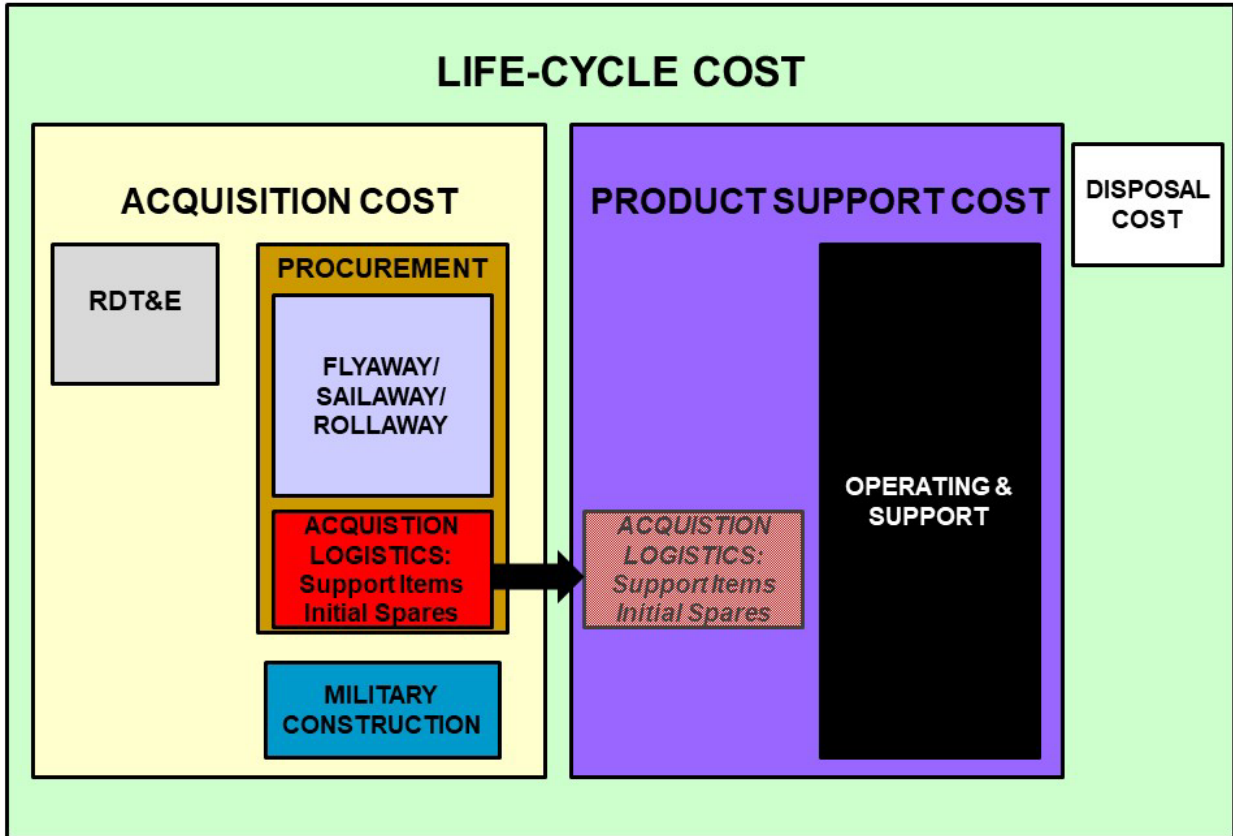 LIFE-CYCLE COST
ACQUISITION COST
RDT&E
PROCUREMENT
FLYAWAY/
SAILAWAY/
ROLLAWAY
ACQUISTION
LOGISTICS:
Support Items
Initial Spares
MILITARY
CONSTRUCTION
PRODUCT SUPPORT COST
ACQUISTION
LOGISTICS:
Support Items
Initial Spares
OPERATING &
SUPPORT
DISPOSAL
COST